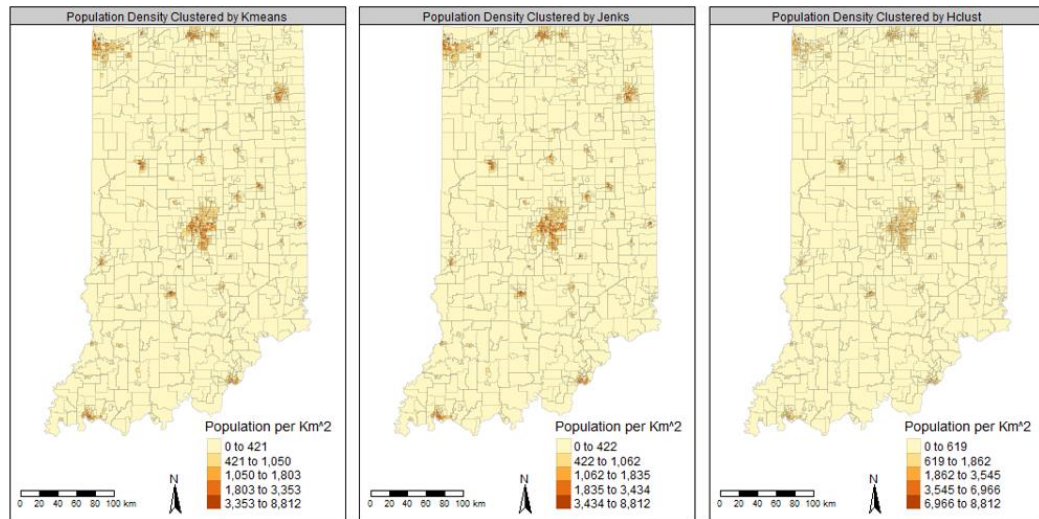 Population Density Clustered by Kmeans
Population per Km^2
0 to 421
421 to 1,050
1,050 to 1,803
1,803 to 3,353
3,353 to 8,812
N
0 20 40 60 80 100 km
Population Density Clustered by Jenks
Population per Km^2
0 to 422
422 to 1,062
1,062 to 1,835
1,835 to 3,434
3,434 to 8,812
N
0 20 40 60 80 100 km
Population Density Clustered by Hclust
Population per Km^2
0 to 619
619 to 1,862
1,862 to 3,545
3,545 to 6,966
6,966 to 8,812
N
0 20 40 60 80 100 km